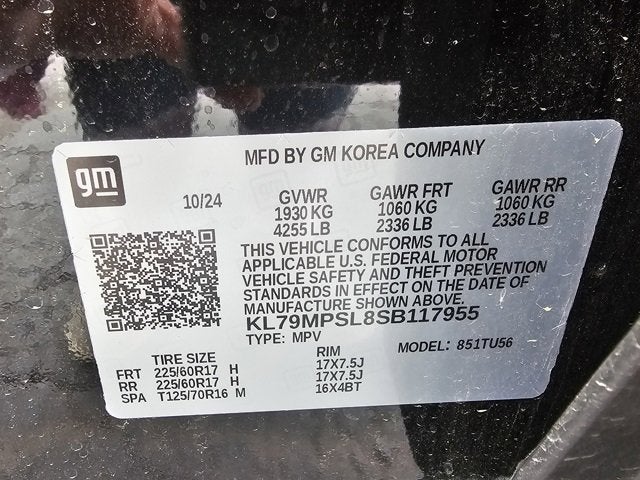 MFD BY GM KOREA COMPANY
gm
10/24 GVWR GAWR FRT GAWR RR
1930 KG 1060 KG 1060 KG
4255 LB 2336 LB 2336 LB
THIS VEHICLE CONFORMS TO ALL
APPLICABLE U.S. FEDERAL MOTOR
VEHICLE SAFETY AND THEFT PREVENTION
STANDARDS IN EFFECT ON THE DATE OF
MANUFACTURE SHOWN ABOVE.
KL79MPSL8SB117955
TYPE: MPV MODEL: 851TU56
TIRE SIZE RIM
FRT 225/60R17 H 17X7.5J
RR 225/60R17 H 17X7.5J
SPA T125/70R16 M 16X4BT